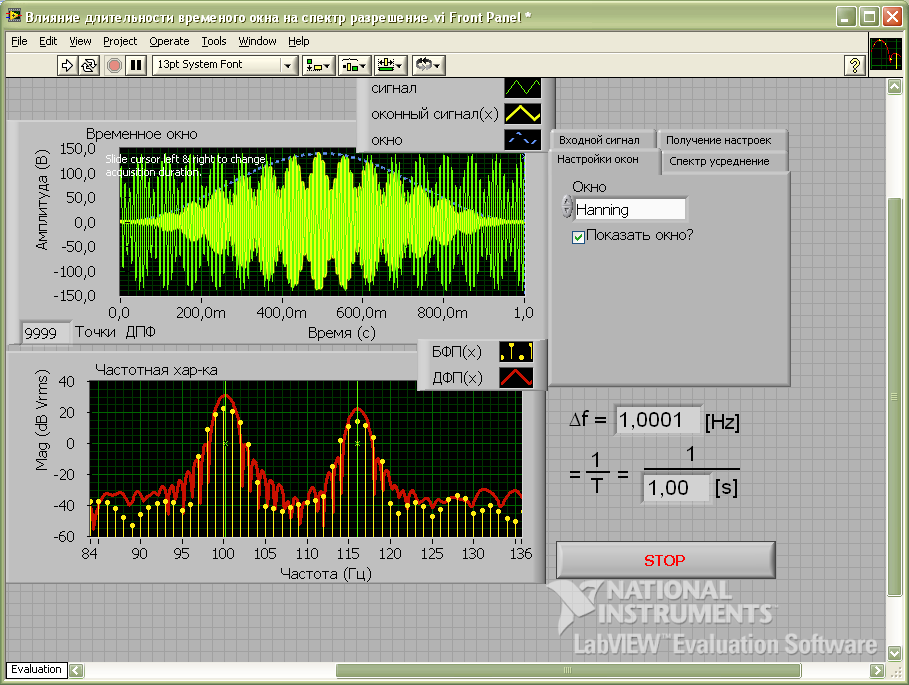 Влияние длительности временого окна на спектр разрешение.vi Front Panel *
File Edit View Project Operate Tools Window Help
13pt System Font
?
сигнал
оконный сигнал(x)
окно
Временное окно
Slide cursor left & right to change
acquisition duration.
Амплитуда (В)
150,0
100,0
50,0
0,0
-50,0
-100,0
-150,0
0,0 200,0m 400,0m 600,0m 800,0m 1,0
Время (с)
9999 Точки ДПФ
Входной сигнал Получение настроек
Настройки окон Спектр усреднение
Окно
Hanning
Показать окно?
БФП(x)
ДФП(x)
Частотная хар-ка
Mag (dB Vrms)
40
20
0
-20
-40
-60
84 90 95 100 105 110 115 120 125 130 136
Частота (Гц)
Δf = 1,0001 [Hz]
= 1/T = 1
1,00 [s]
STOP
NATIONAL
INSTRUMENTS™
LabVIEW™ Evaluation Software
Evaluation